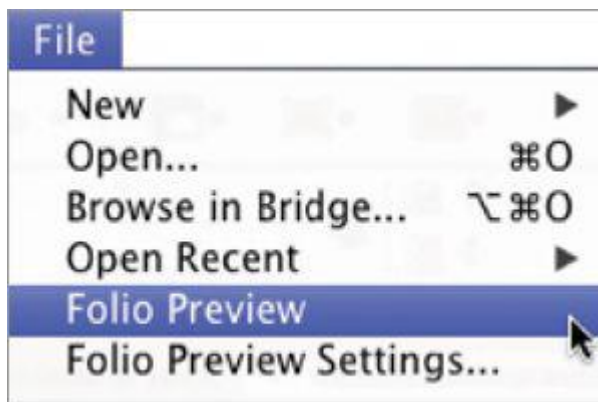 File
New ▶
Open... ⌘O
Browse in Bridge... ⌥⌘O
Open Recent ▶
Folio Preview
Folio Preview Settings...